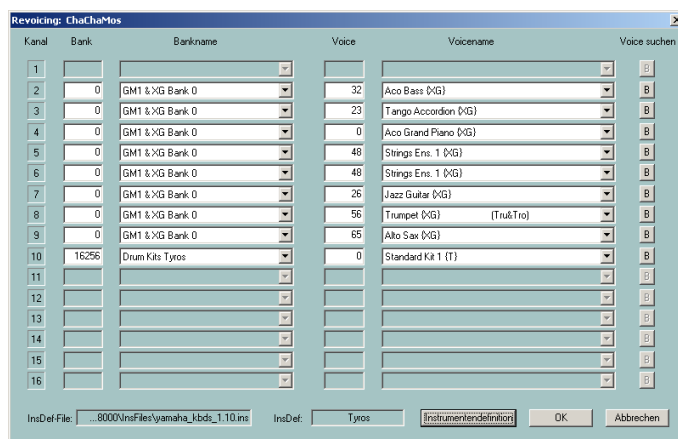 Revoicing: ChaChaMos
Kanal Bank Bankname Voice Voicename Voice suchen
1 B
2 0 GM1 & XG Bank 0 32 Aco Bass {XG} B
3 0 GM1 & XG Bank 0 23 Tango Accordion {XG} B
4 0 GM1 & XG Bank 0 0 Aco Grand Piano {XG} B
5 0 GM1 & XG Bank 0 48 Strings Ens. 1 {XG} B
6 0 GM1 & XG Bank 0 48 Strings Ens. 1 {XG} B
7 0 GM1 & XG Bank 0 26 Jazz Guitar {XG} B
8 0 GM1 & XG Bank 0 56 Trumpet {XG} (Tru&Tro) B
9 0 GM1 & XG Bank 0 65 Alto Sax {XG} B
10 16256 Drum Kits Tyros 0 Standard Kit 1 {T} B
11 B
12 B
13 B
14 B
15 B
16 B
InsDef-File: ...8000\InsFiles\yamaha_kbds_1.10.ins InsDef: Tyros Instrumentendefinition OK Abbrechen